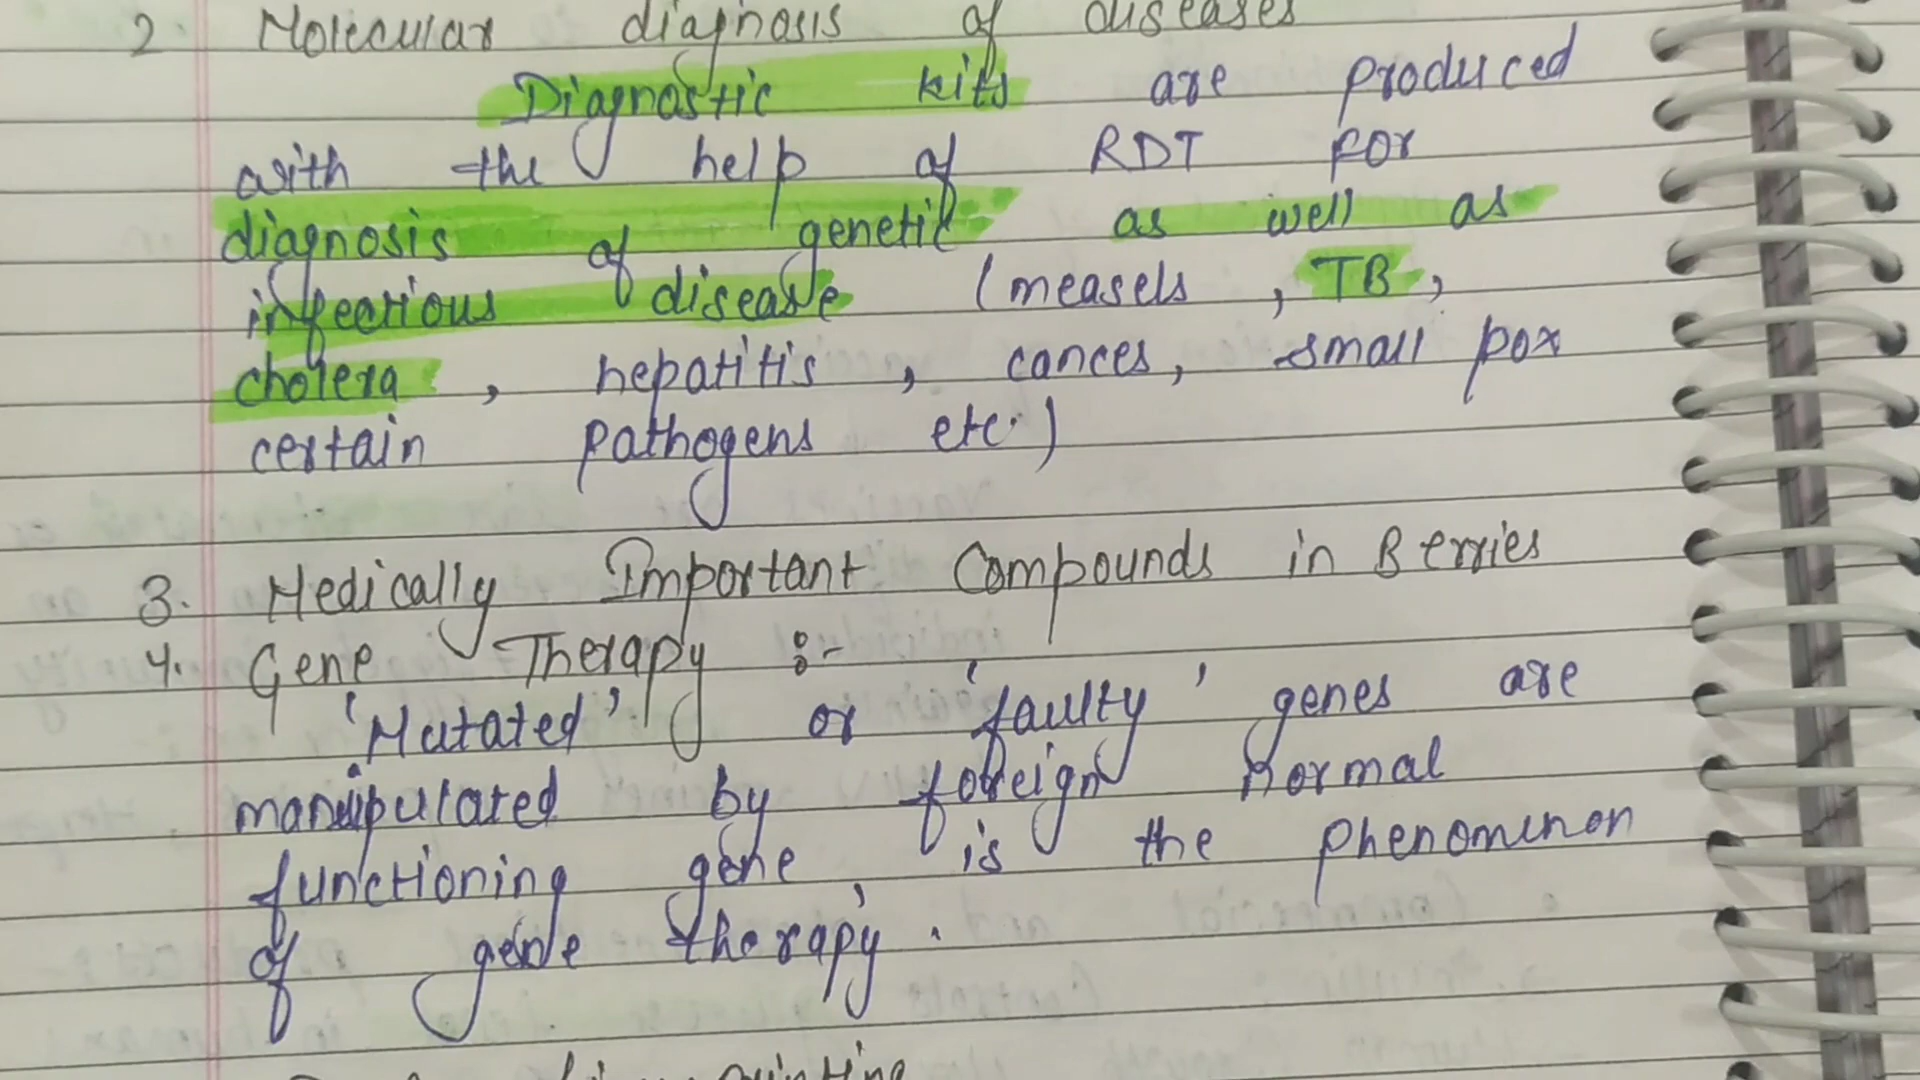 2. Molecular diagnosis of diseases
Diagnostic kits are produced
with the help of RDT for
diagnosis of genetic as well as
infectious disease (measels, TB,
cholera, hepatitis, cances, small pox
certain pathogens etc.)
3. Medically Important Compounds in Berries
4. Gene Therapy :-
'Mutated' or 'faulty' genes are
manipulated by foreign normal
functioning gene, is the phenomenon
of gene therapy.